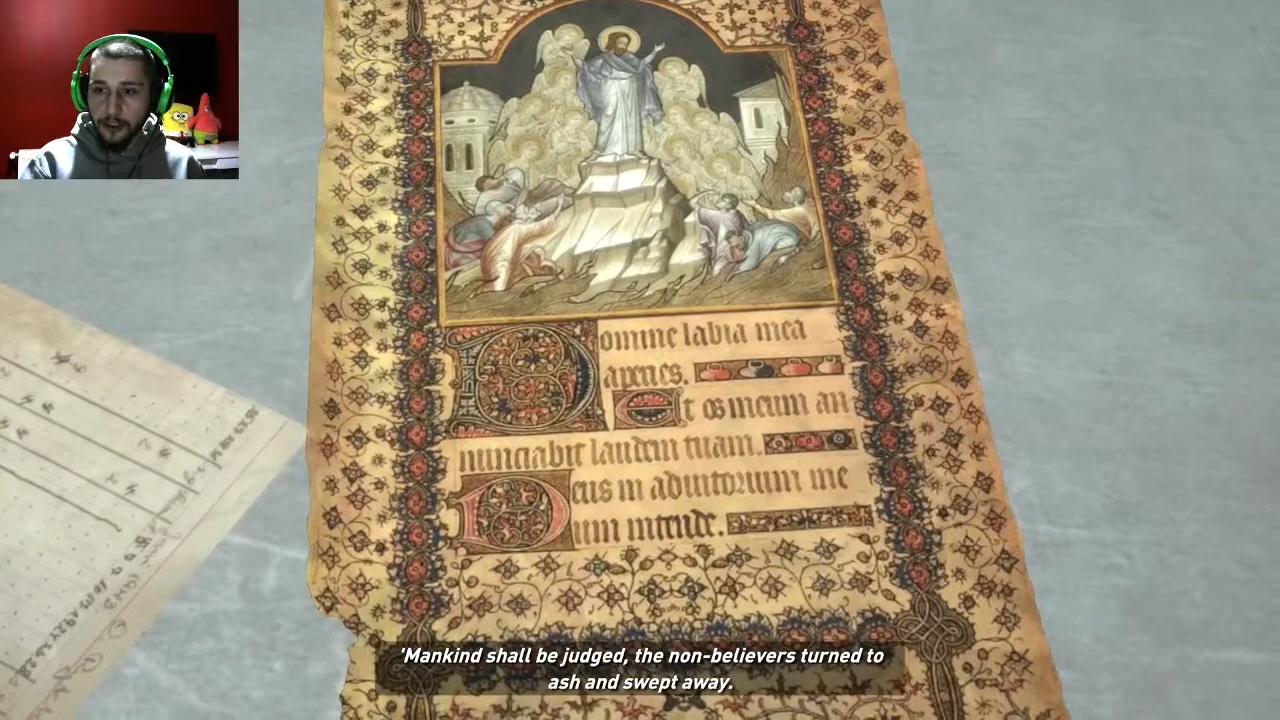 Domine labia mea
aperies.
Et os meum an
nunciabit laudem tuam.
Deus in adiutorium me
um intende.
'Mankind shall be judged, the non-believers turned to
ash and swept away.